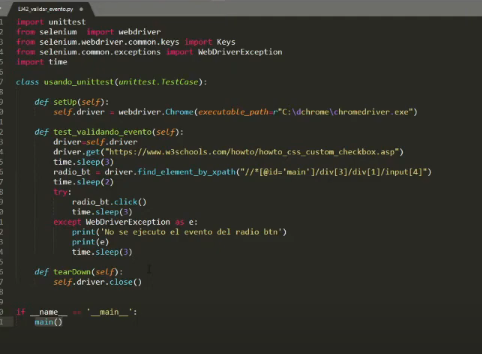 1342_validar_evento.py
import unittest
from selenium  import webdriver
from selenium.webdriver.common.keys import Keys
from selenium.common.exceptions import WebDriverException
import time
class usando_unittest(unittest.TestCase):
def setUp(self):
self.driver = webdriver.Chrome(executable_path=r"C:\dchrome\chromedriver.exe")
def test_validando_evento(self):
driver=self.driver
driver.get("https://www.w3schools.com/howto/howto_css_custom_checkbox.asp")
time.sleep(3)
radio_bt = driver.find_element_by_xpath("//*[@id='main']/div[3]/div[1]/input[4]")
time.sleep(2)
try:
radio_bt.click()
time.sleep(3)
except WebDriverException as e:
print('No se ejecuto el evento del radio btn')
print(e)
time.sleep(3)
def tearDown(self):
self.driver.close()
if __name__ == '__main__':
main()